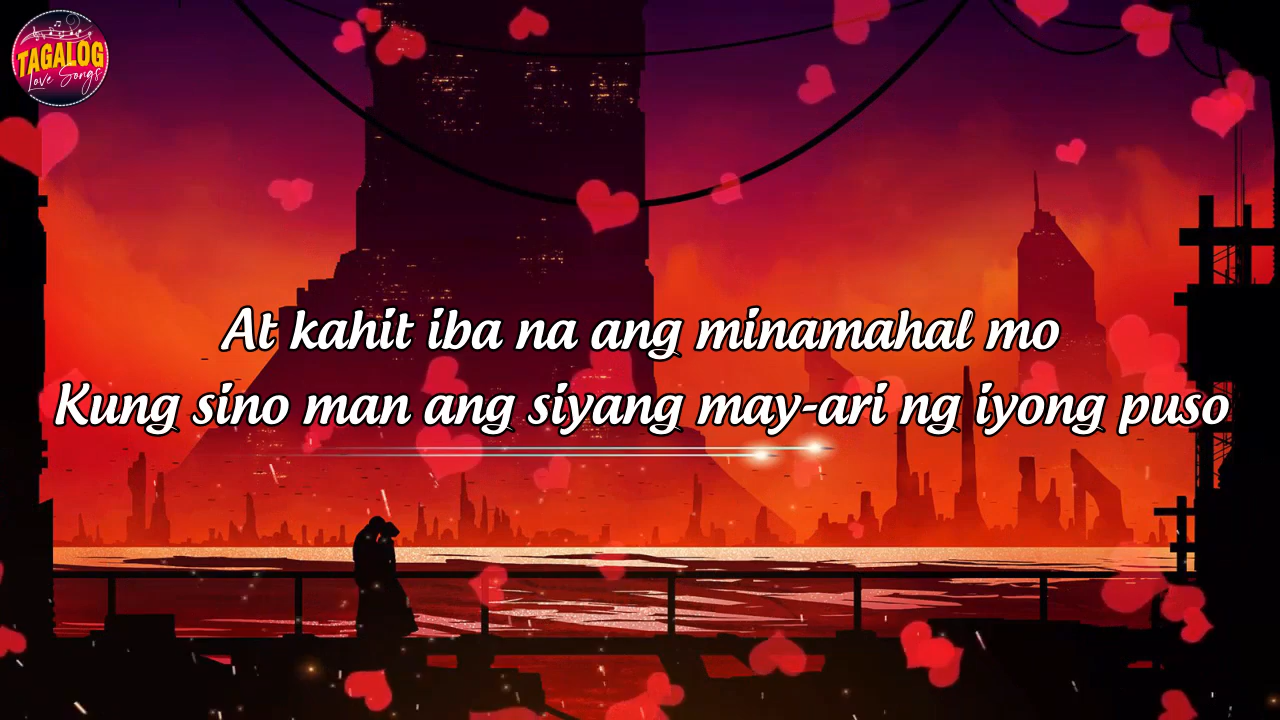 TAGALOG
Love Songs
At kahit iba na ang minamahal mo
Kung sino man ang siyang may-ari ng iyong puso